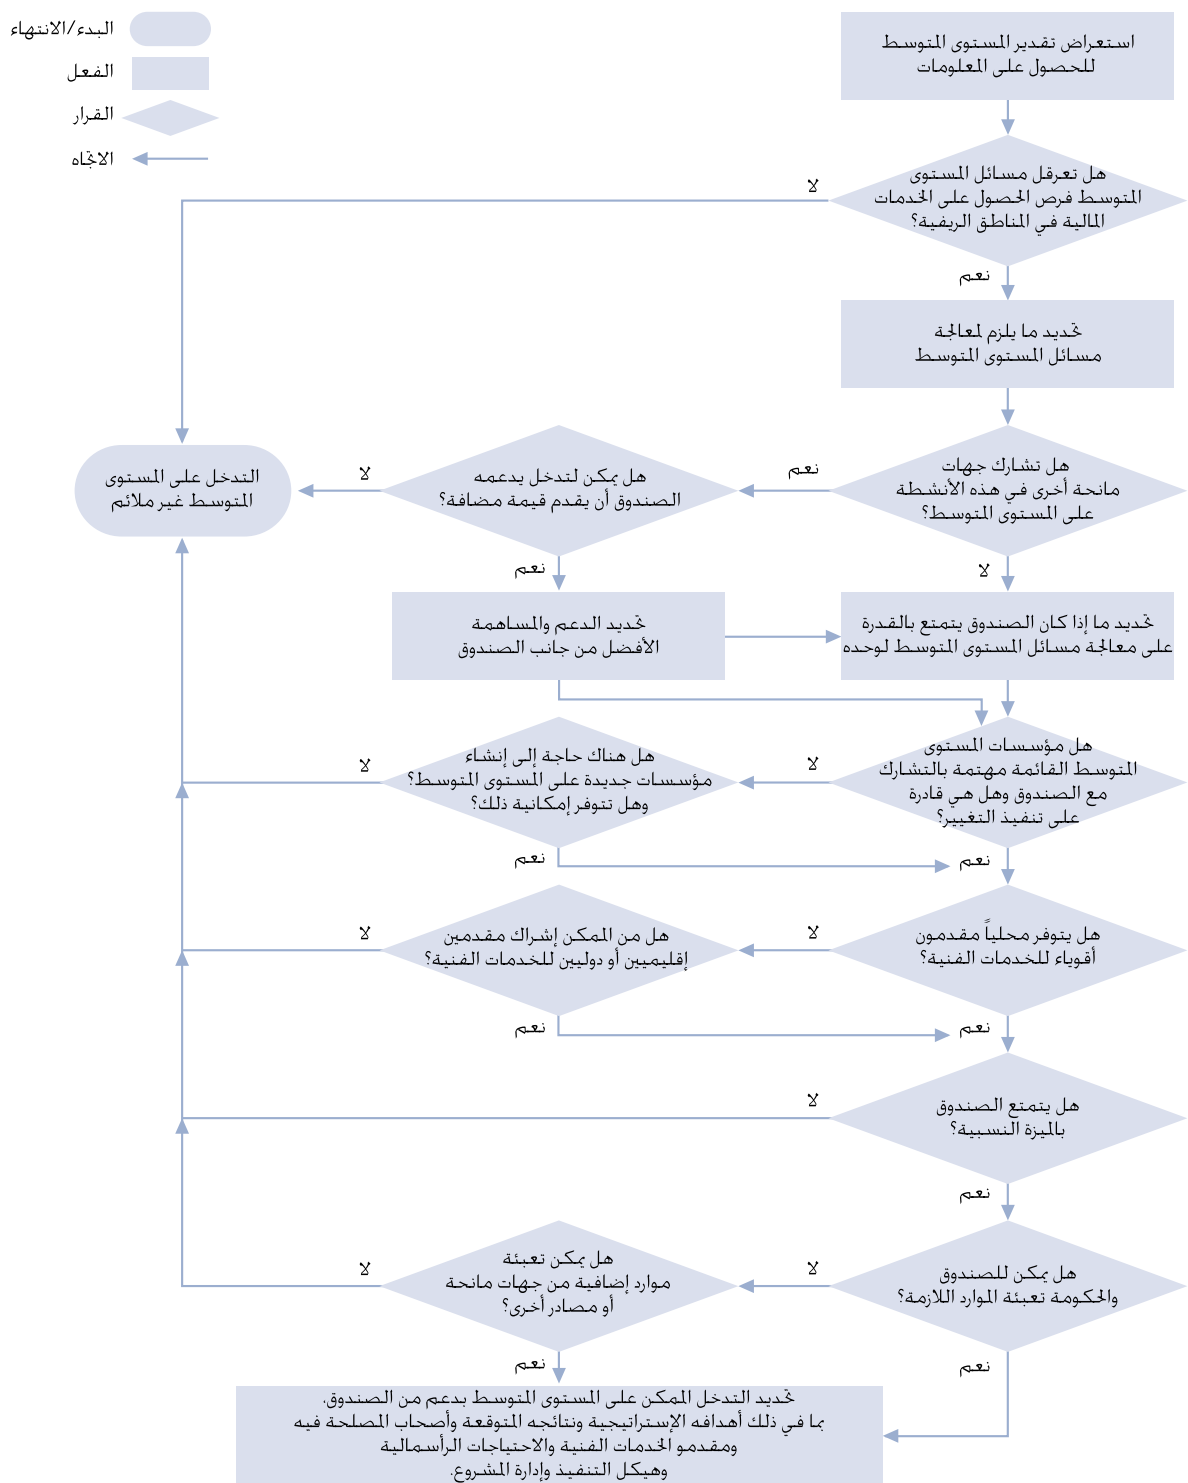 البدء/الانتهاء
الفعل
القرار
الاتجاه
استعراض تقدير المستوى المتوسط
للحصول على المعلومات
هل تعرقل مسائل المستوى
المتوسط فرص الحصول على الخدمات
المالية في المناطق الريفية؟
لا
نعم
تحديد ما يلزم لمعالجة
مسائل المستوى المتوسط
هل تشارك جهات
مانحة أخرى في هذه الأنشطة
على المستوى المتوسط؟
نعم
لا
هل يمكن لتدخل يدعمه
الصندوق أن يقدم قيمة مضافة؟
لا
نعم
التدخل على المستوى
المتوسط غير ملائم
تحديد ما إذا كان الصندوق يتمتع بالقدرة
على معالجة مسائل المستوى المتوسط لوحده
تحديد الدعم والمساهمة
الأفضل من جانب الصندوق
هل مؤسسات المستوى
المتوسط القائمة مهتمة بالتشارك
مع الصندوق وهل هي قادرة
على تنفيذ التغيير؟
لا
نعم
هل هناك حاجة إلى إنشاء
مؤسسات جديدة على المستوى المتوسط؟
وهل تتوفر إمكانية ذلك؟
لا
نعم
هل يتوفر محلياً مقدمون
أقوياء للخدمات الفنية؟
لا
نعم
هل من الممكن إشراك مقدمين
إقليميين أو دوليين للخدمات الفنية؟
لا
نعم
هل يتمتع الصندوق
بالميزة النسبية؟
لا
نعم
هل يمكن للصندوق
والحكومة تعبئة الموارد اللازمة؟
لا
نعم
هل يمكن تعبئة
موارد إضافية من جهات مانحة
أو مصادر أخرى؟
لا
نعم
تحديد التدخل الممكن على المستوى المتوسط بدعم من الصندوق.
بما في ذلك أهدافه الإستراتيجية ونتائجه المتوقعة وأصحاب المصلحة فيه
ومقدمو الخدمات الفنية والاحتياجات الرأسمالية
وهيكل التنفيذ وإدارة المشروع.